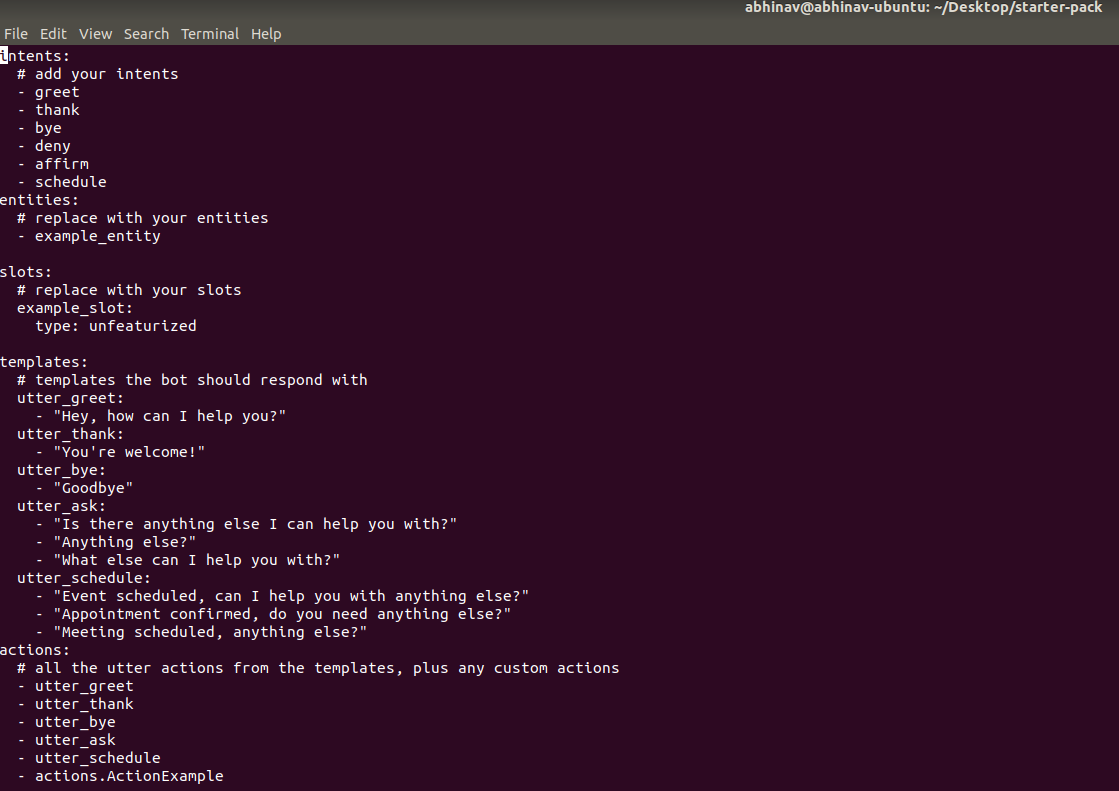 abhinav@abhinav-ubuntu: ~/Desktop/starter-pack
File Edit View Search Terminal Help
intents:
  # add your intents
  - greet
  - thank
  - bye
  - deny
  - affirm
  - schedule
entities:
  # replace with your entities
  - example_entity

slots:
  # replace with your slots
  example_slot:
    type: unfeaturized

templates:
  # templates the bot should respond with
  utter_greet:
    - "Hey, how can I help you?"
  utter_thank:
    - "You're welcome!"
  utter_bye:
    - "Goodbye"
  utter_ask:
    - "Is there anything else I can help you with?"
    - "Anything else?"
    - "What else can I help you with?"
  utter_schedule:
    - "Event scheduled, can I help you with anything else?"
    - "Appointment confirmed, do you need anything else?"
    - "Meeting scheduled, anything else?"
actions:
  # all the utter actions from the templates, plus any custom actions
  - utter_greet
  - utter_thank
  - utter_bye
  - utter_ask
  - utter_schedule
  - actions.ActionExample